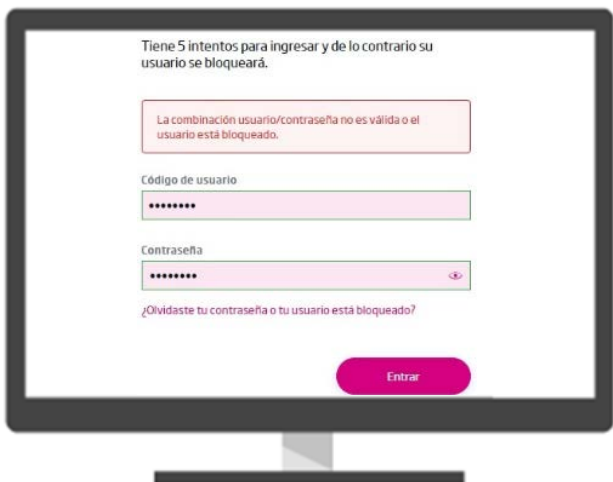 Tiene 5 intentos para ingresar y de lo contrario su
usuario se bloqueará.
La combinación usuario/contraseña no es válida o el
usuario está bloqueado.
Código de usuario
••••••••
Contraseña
••••••••
¿Olvidaste tu contraseña o tu usuario está bloqueado?
Entrar